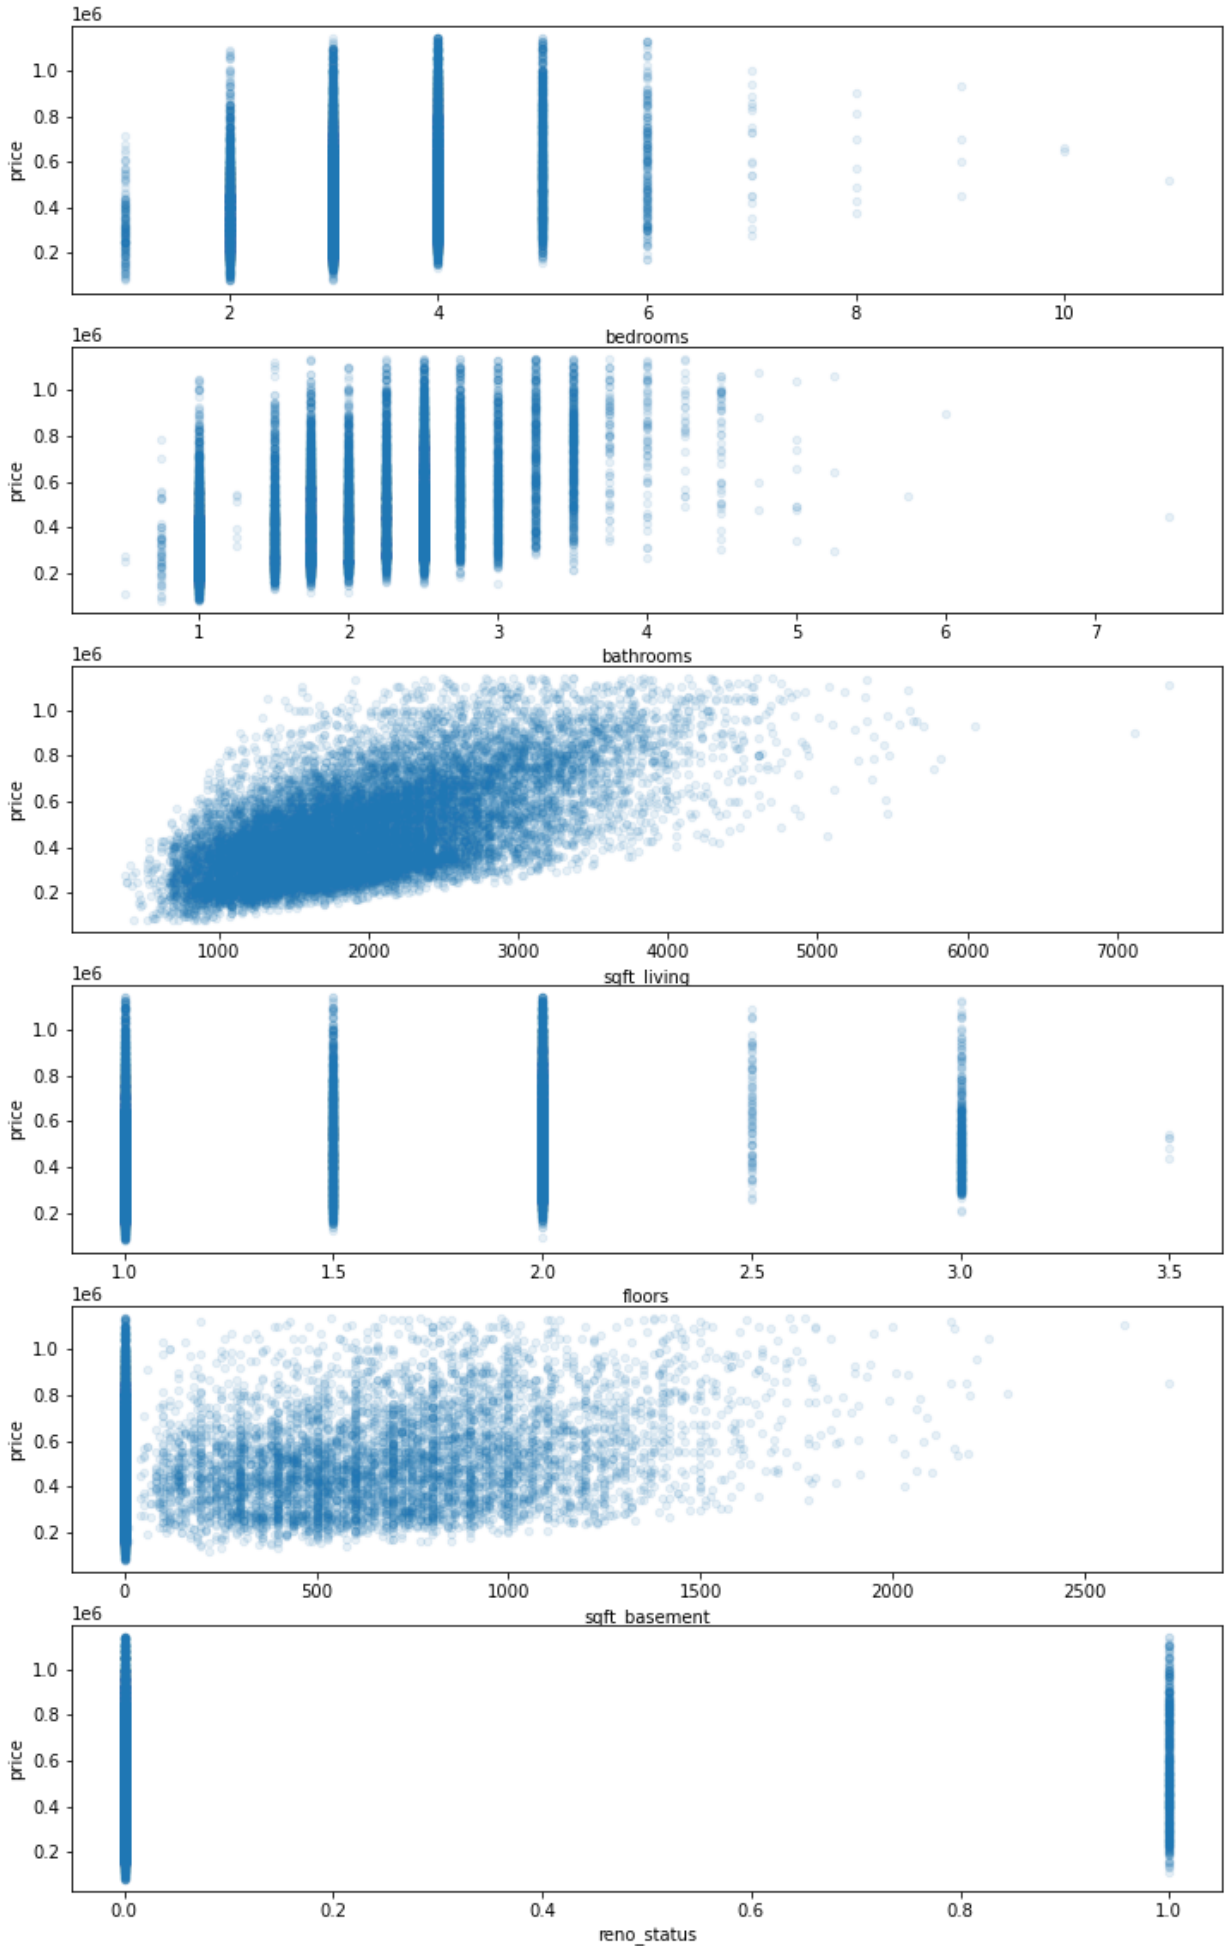 1e6
1.0
0.8
0.6
0.4
0.2
price
2 4 6 8 10
bedrooms
1e6
1.0
0.8
0.6
0.4
0.2
price
1 2 3 4 5 6 7
bathrooms
1e6
1.0
0.8
0.6
0.4
0.2
price
1000 2000 3000 4000 5000 6000 7000
sqft_living
1e6
1.0
0.8
0.6
0.4
0.2
price
1.0 1.5 2.0 2.5 3.0 3.5
floors
1e6
1.0
0.8
0.6
0.4
0.2
price
0 500 1000 1500 2000 2500
sqft_basement
1e6
1.0
0.8
0.6
0.4
0.2
price
0.0 0.2 0.4 0.6 0.8 1.0
reno_status